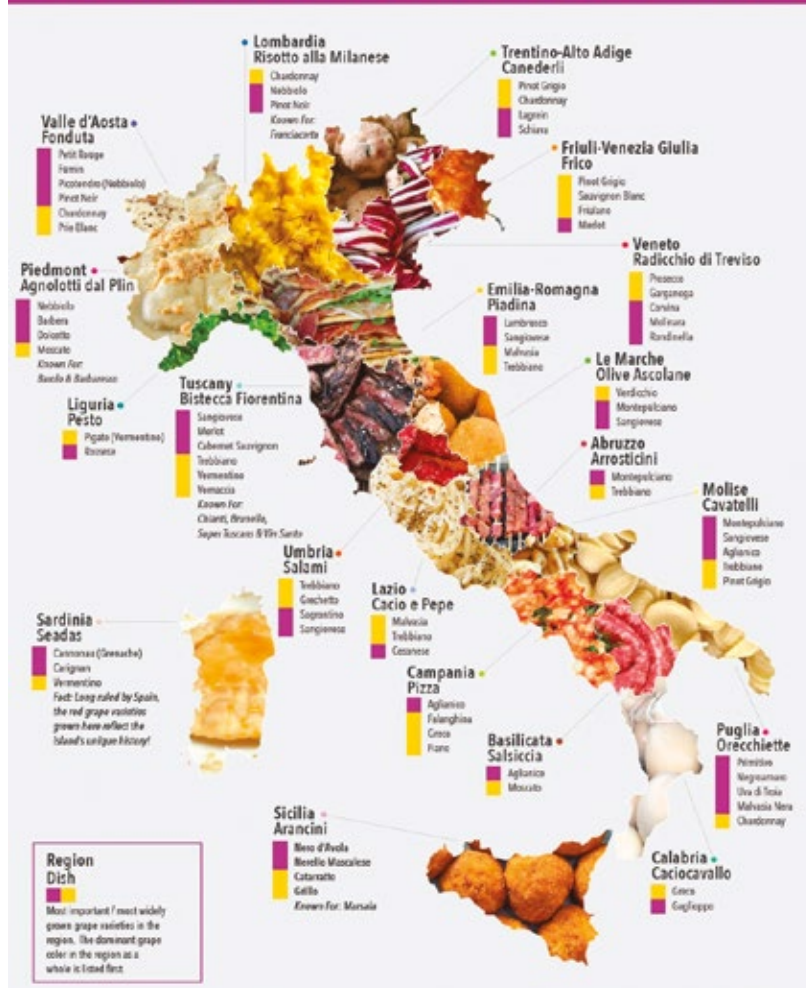 Lombardia
Risotto alla Milanese
Chardonnay
Nebbiolo
Pinot Noir
Known For:
Franciacorta
Trentino-Alto Adige
Canederli
Pinot Grigio
Chardonnay
Lagrein
Schiava
Valle d'Aosta
Fonduta
Petit Rouge
Fumin
Picotendro (Nebbiolo)
Pinot Noir
Chardonnay
Prie Blanc
Friuli-Venezia Giulia
Frico
Pinot Grigio
Sauvignon Blanc
Friulano
Merlot
Veneto
Radicchio di Treviso
Prosecco
Garganega
Corvina
Molinara
Rondinella
Piedmont
Agnolotti dal Plin
Nebbiolo
Barbera
Dolcetto
Moscato
Known For:
Barolo & Barbaresco
Emilia-Romagna
Piadina
Lambrusco
Sangiovese
Malvasia
Trebbiano
Le Marche
Olive Ascolane
Verdicchio
Montepulciano
Sangiovese
Liguria
Pesto
Pigato (Vermentino)
Rossese
Tuscany
Bistecca Fiorentina
Sangiovese
Merlot
Cabernet Sauvignon
Trebbiano
Vermentino
Vernaccia
Known For:
Chianti, Brunello,
Super Tuscans & Vin Santo
Abruzzo
Arrosticini
Montepulciano
Trebbiano
Molise
Cavatelli
Montepulciano
Sangiovese
Aglianico
Trebbiano
Pinot Grigio
Umbria
Salami
Trebbiano
Grechetto
Sagrantino
Sangiovese
Lazio
Cacio e Pepe
Malvasia
Trebbiano
Cesanese
Sardinia
Seadas
Cannonau (Grenache)
Carignan
Vermentino
Fact: Long ruled by Spain,
the red grape varieties
grown here reflect the
island's unique history!
Campania
Pizza
Aglianico
Falanghina
Greco
Fiano
Basilicata
Salsiccia
Aglianico
Moscato
Puglia
Orecchiette
Primitivo
Negroamaro
Uva di Troia
Malvasia Nera
Chardonnay
Sicilia
Arancini
Nero d'Avola
Nerello Mascalese
Catarratto
Grillo
Known For: Marsala
Calabria
Caciocavallo
Greco
Gaglioppo
Region
Dish
Most important / most widely
grown grape varieties in the
region. The dominant grape
color in the region as a
whole is listed first